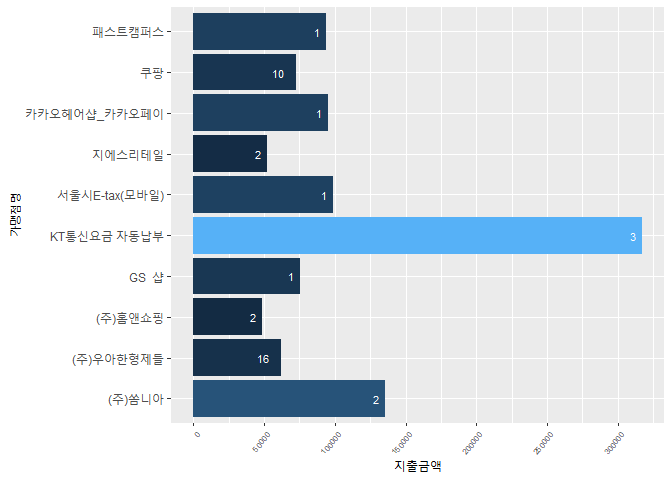 패스트캠퍼스 1
쿠팡 10
카카오헤어샵_카카오페이 1
지에스리테일 2
서울시E-tax(모바일) 1
KT통신요금 자동납부 3
GS 샵 1
(주)홈앤쇼핑 2
(주)우아한형제들 16
(주)쏨니아 2
가맹점명
0 50000 100000 150000 200000 250000 300000
지출금액